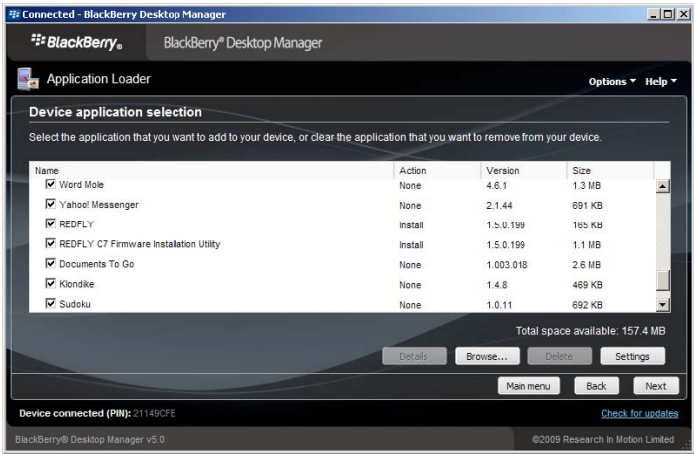 Connected - BlackBerry Desktop Manager
BlackBerry® BlackBerry® Desktop Manager
Application Loader Options Help
Device application selection
Select the application that you want to add to your device, or clear the application that you want to remove from your device.
Name Action Version Size
Word Mole None 4.6.1 1.3 MB
Yahoo! Messenger None 2.1.44 691 KB
REDFLY Install 1.5.0.199 165 KB
REDFLY C7 Firmware Instalation Utility Install 1.5.0.199 1.1 MB
Documents To Go None 1.003.018 2.6 MB
Klondike None 1.4.8 469 KB
Sudoku None 1.0.11 692 KB
Total space available: 157.4 MB
Details Browse... Delete Settings
Main menu Back Next
Device connected (PIN): 21149CFE Check for updates
BlackBerry® Desktop Manager v5.0 ©2009 Research In Motion Limited